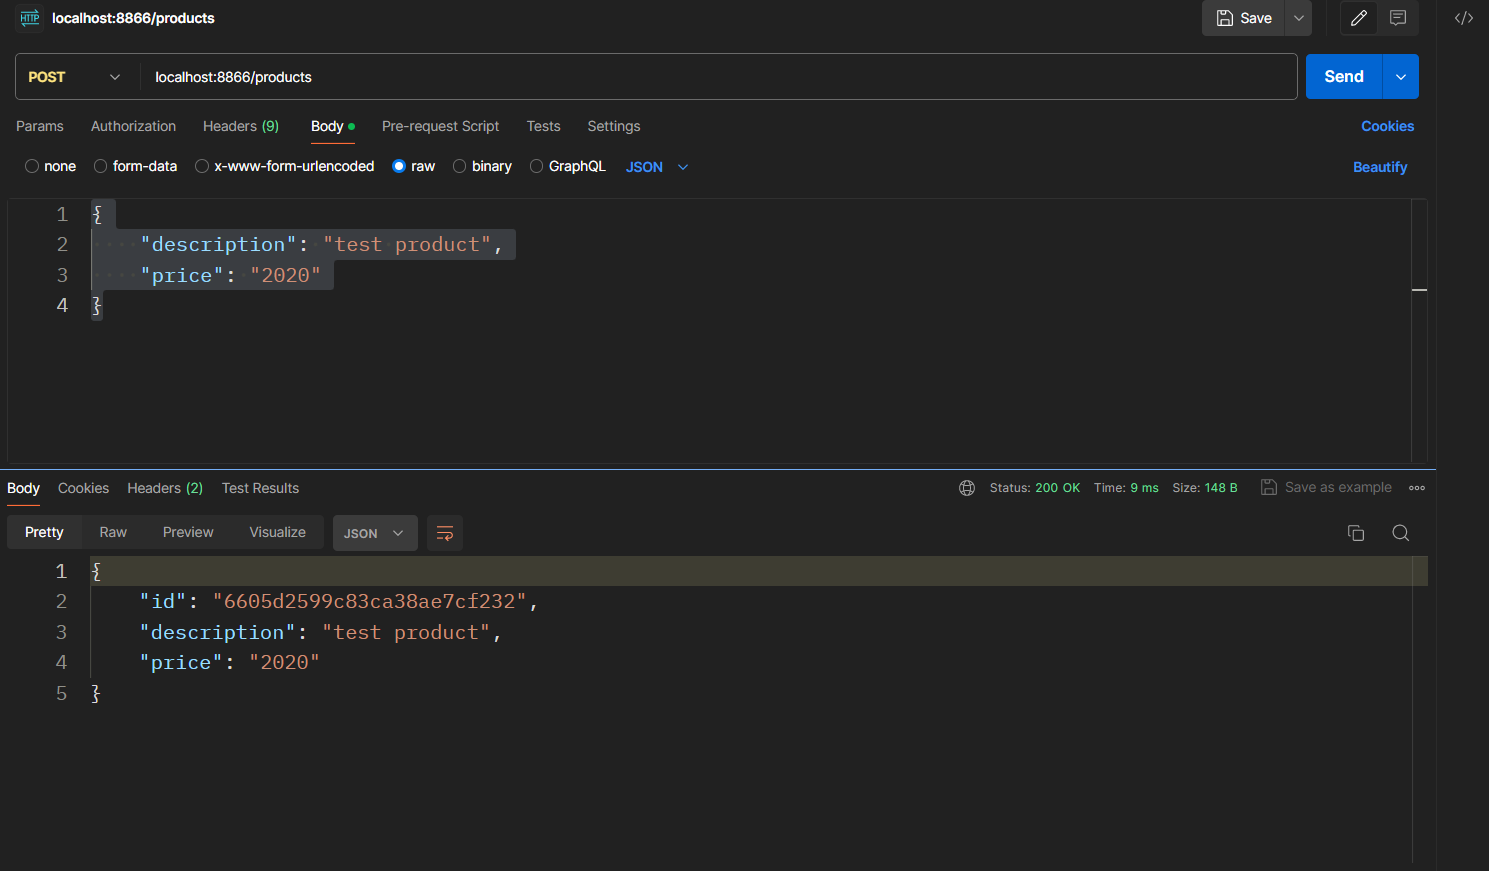 HTTP localhost:8866/products Save
POST localhost:8866/products Send
Params Authorization Headers (9) Body Pre-request Script Tests Settings Cookies
none form-data x-www-form-urlencoded raw binary GraphQL JSON Beautify
1 {
2 "description": "test product",
3 "price": "2020"
4 }
Body Cookies Headers (2) Test Results Status: 200 OK Time: 9 ms Size: 148 B Save as example
Pretty Raw Preview Visualize JSON
1 {
2 "id": "6605d2599c83ca38ae7cf232",
3 "description": "test product",
4 "price": "2020"
5 }